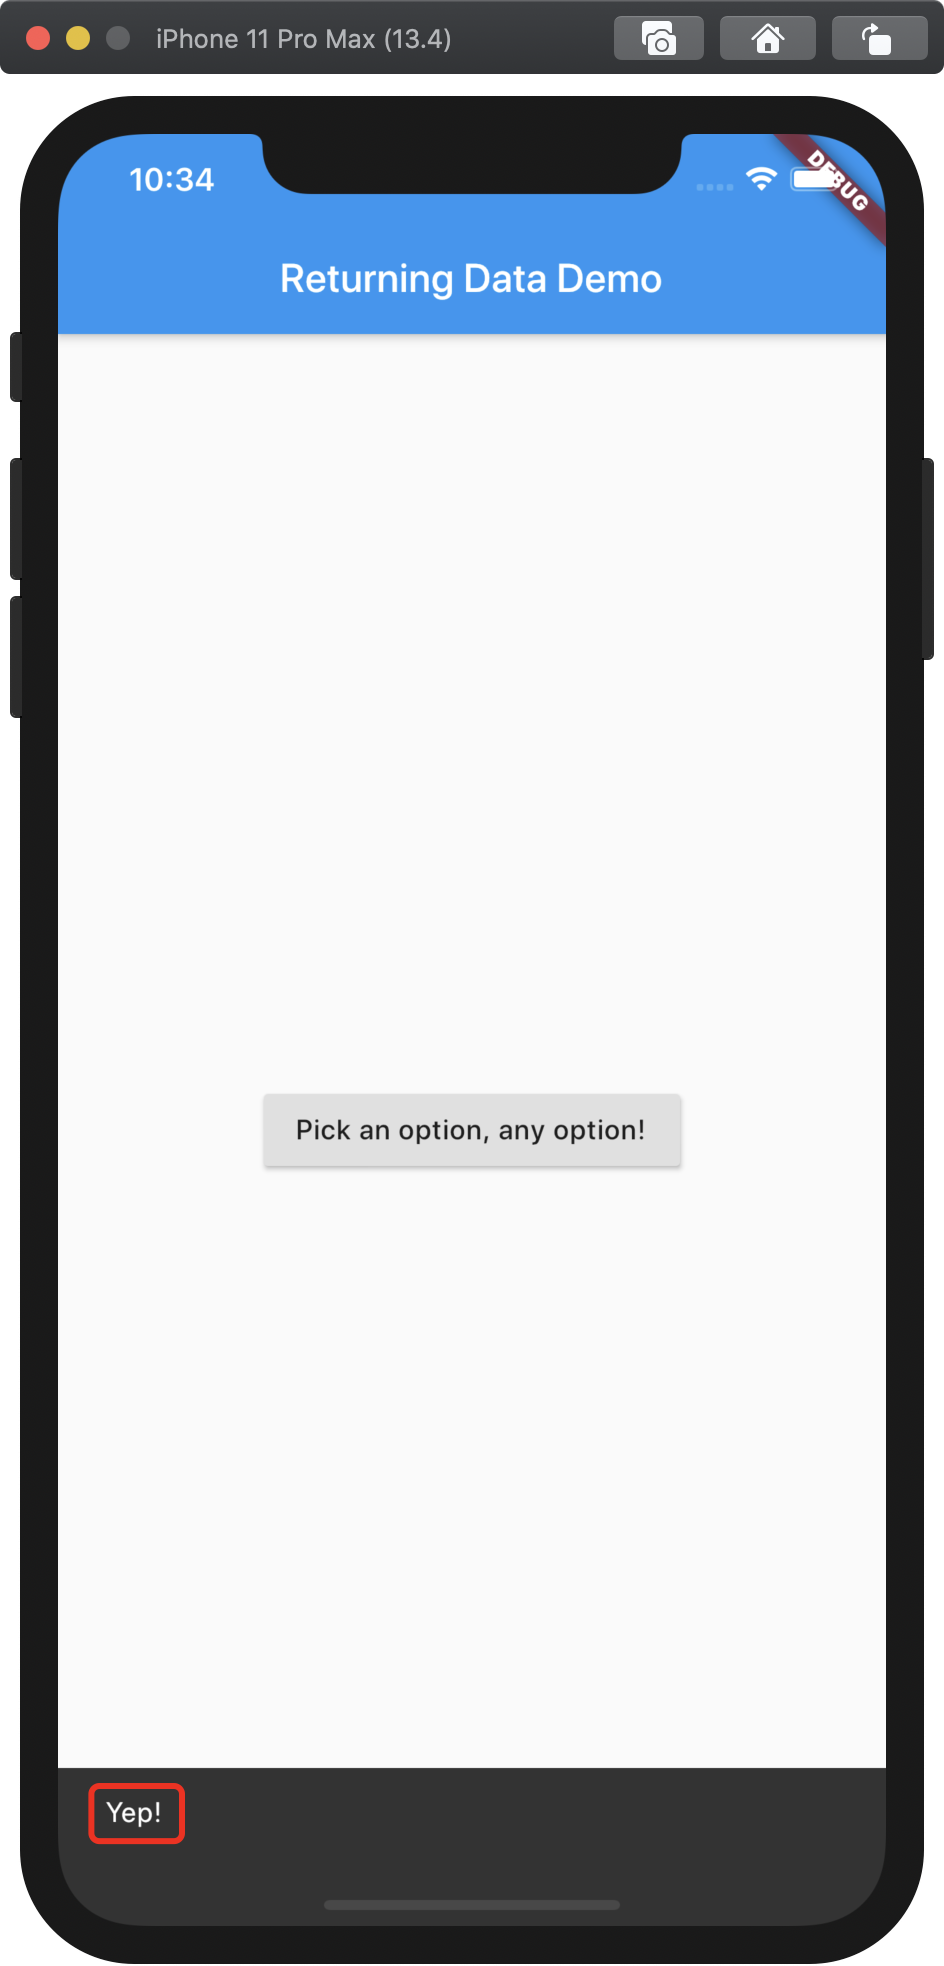 iPhone 11 Pro Max (13.4)
10:34
DEBUG
Returning Data Demo
Pick an option, any option!
Yep!